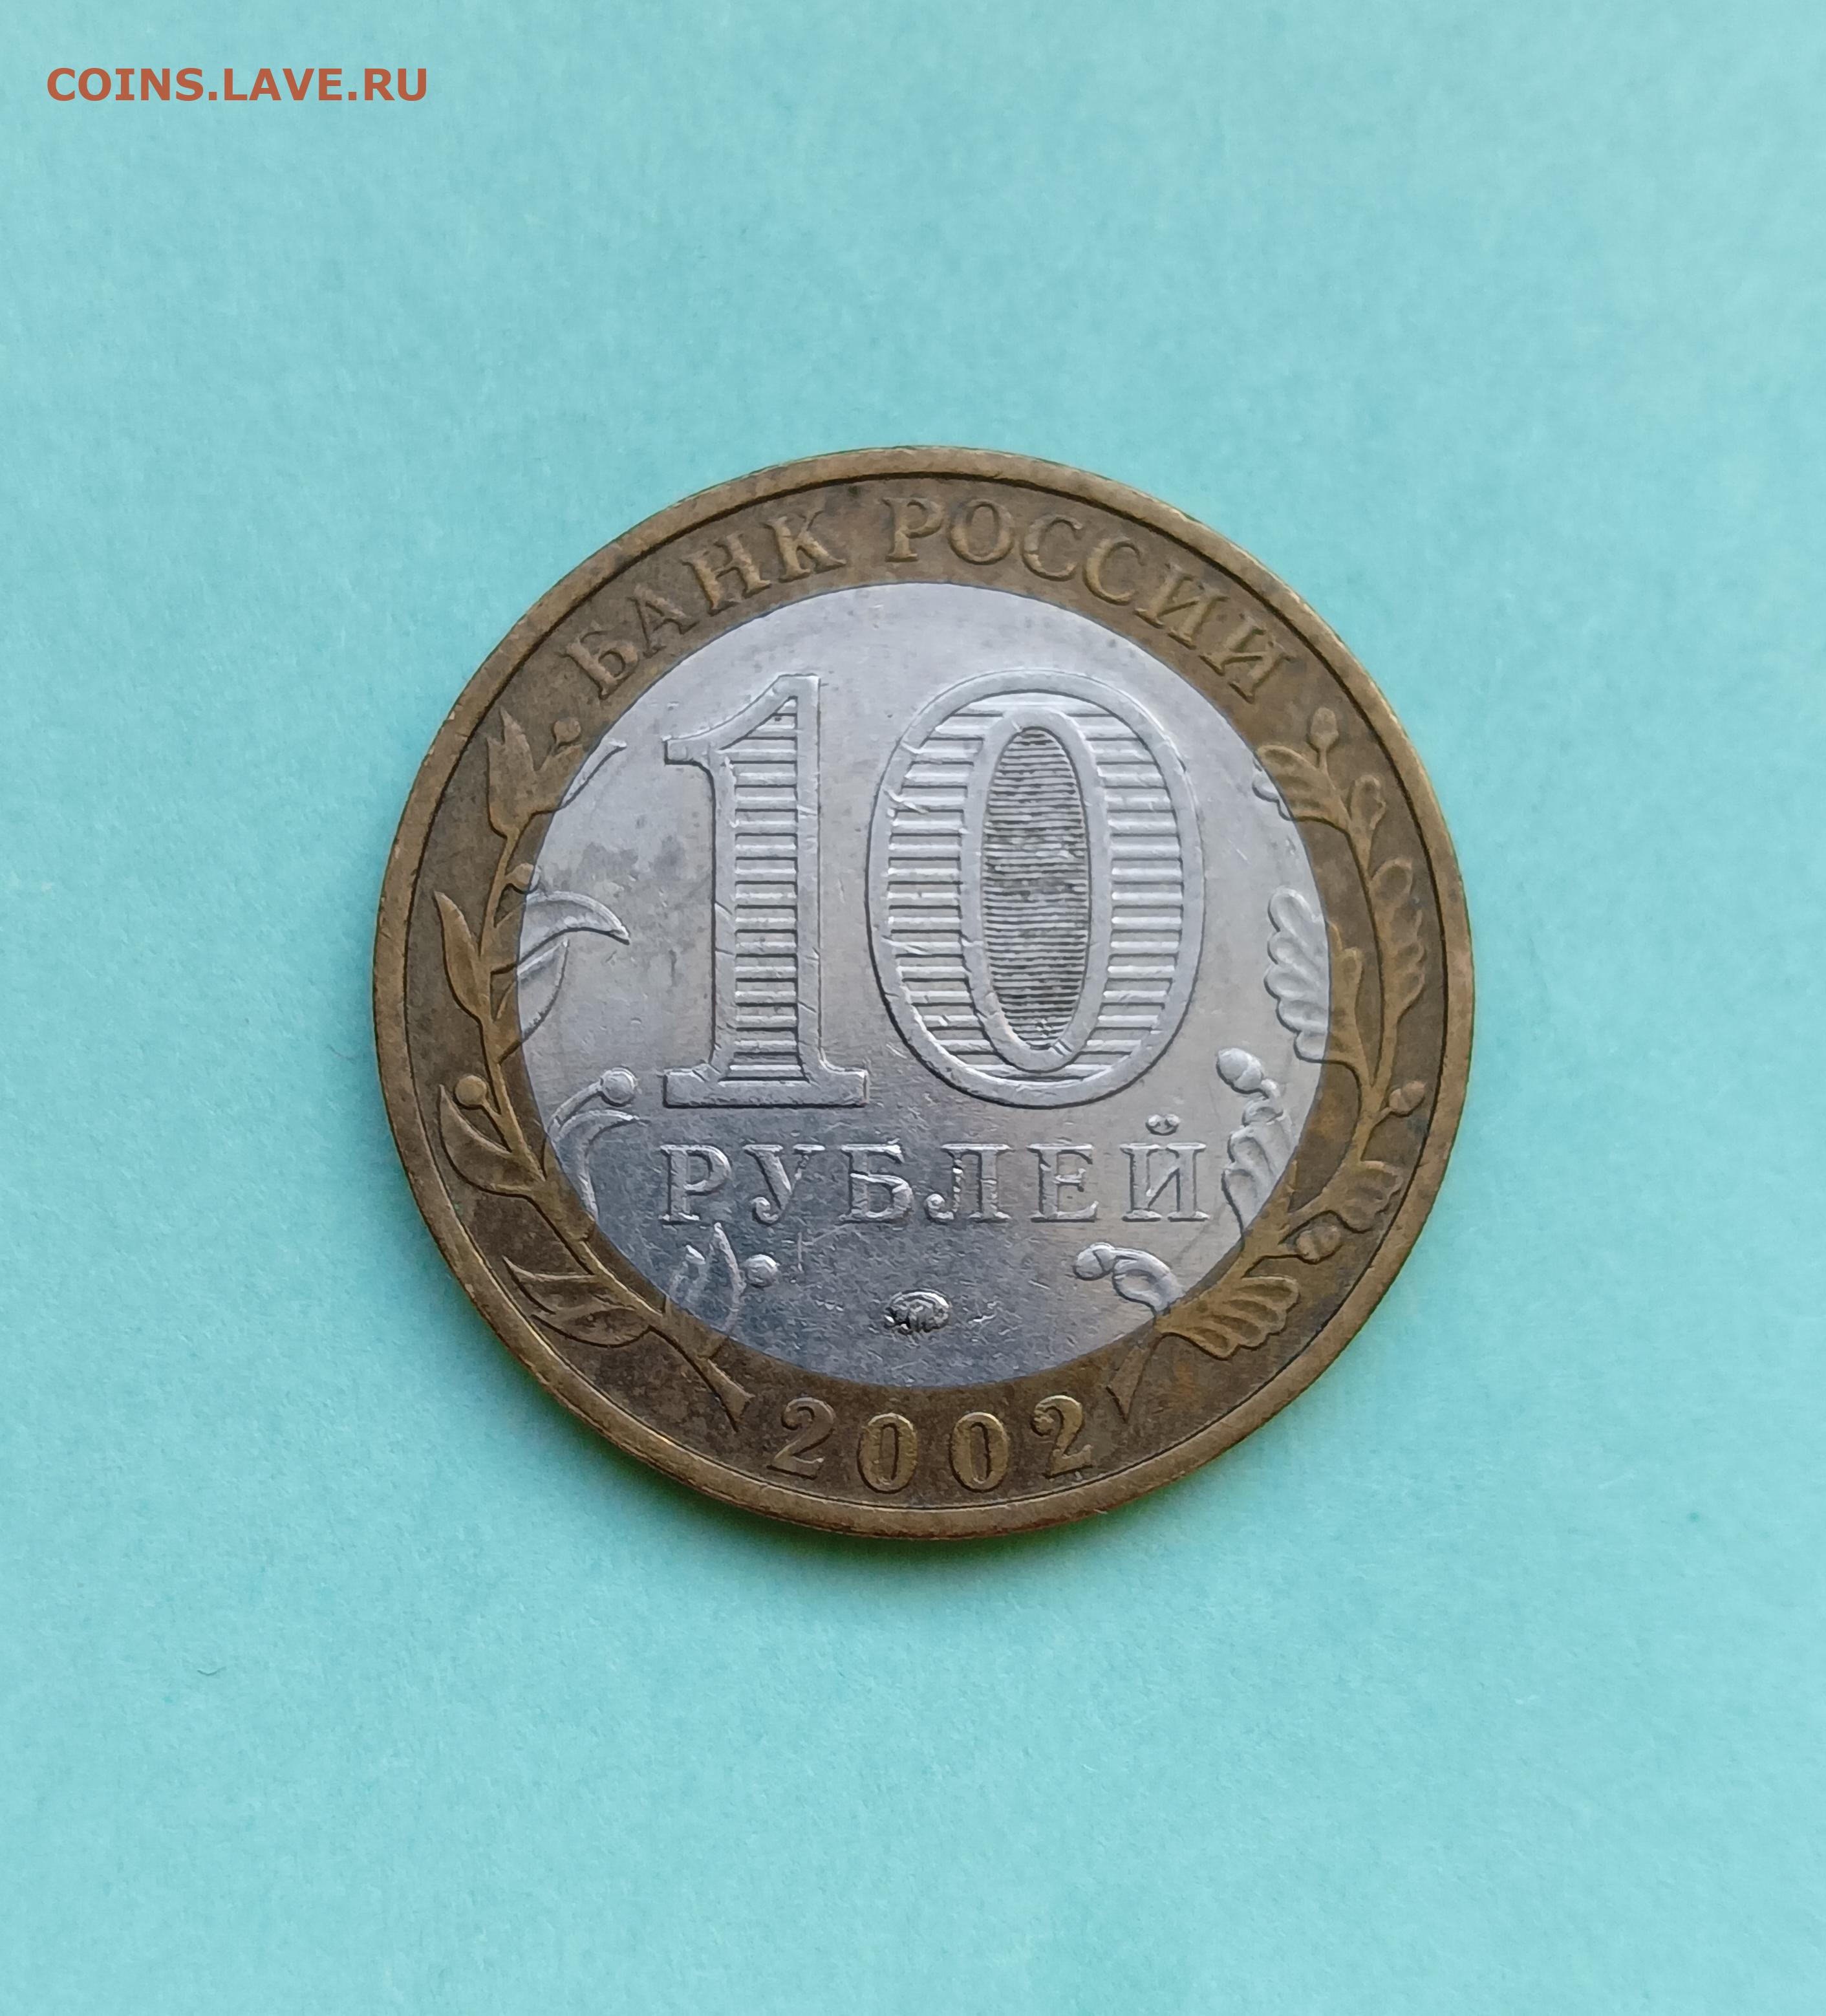 COINS.LAVE.RU
БАНК РОССИИ
10
РУБЛЕЙ
2002